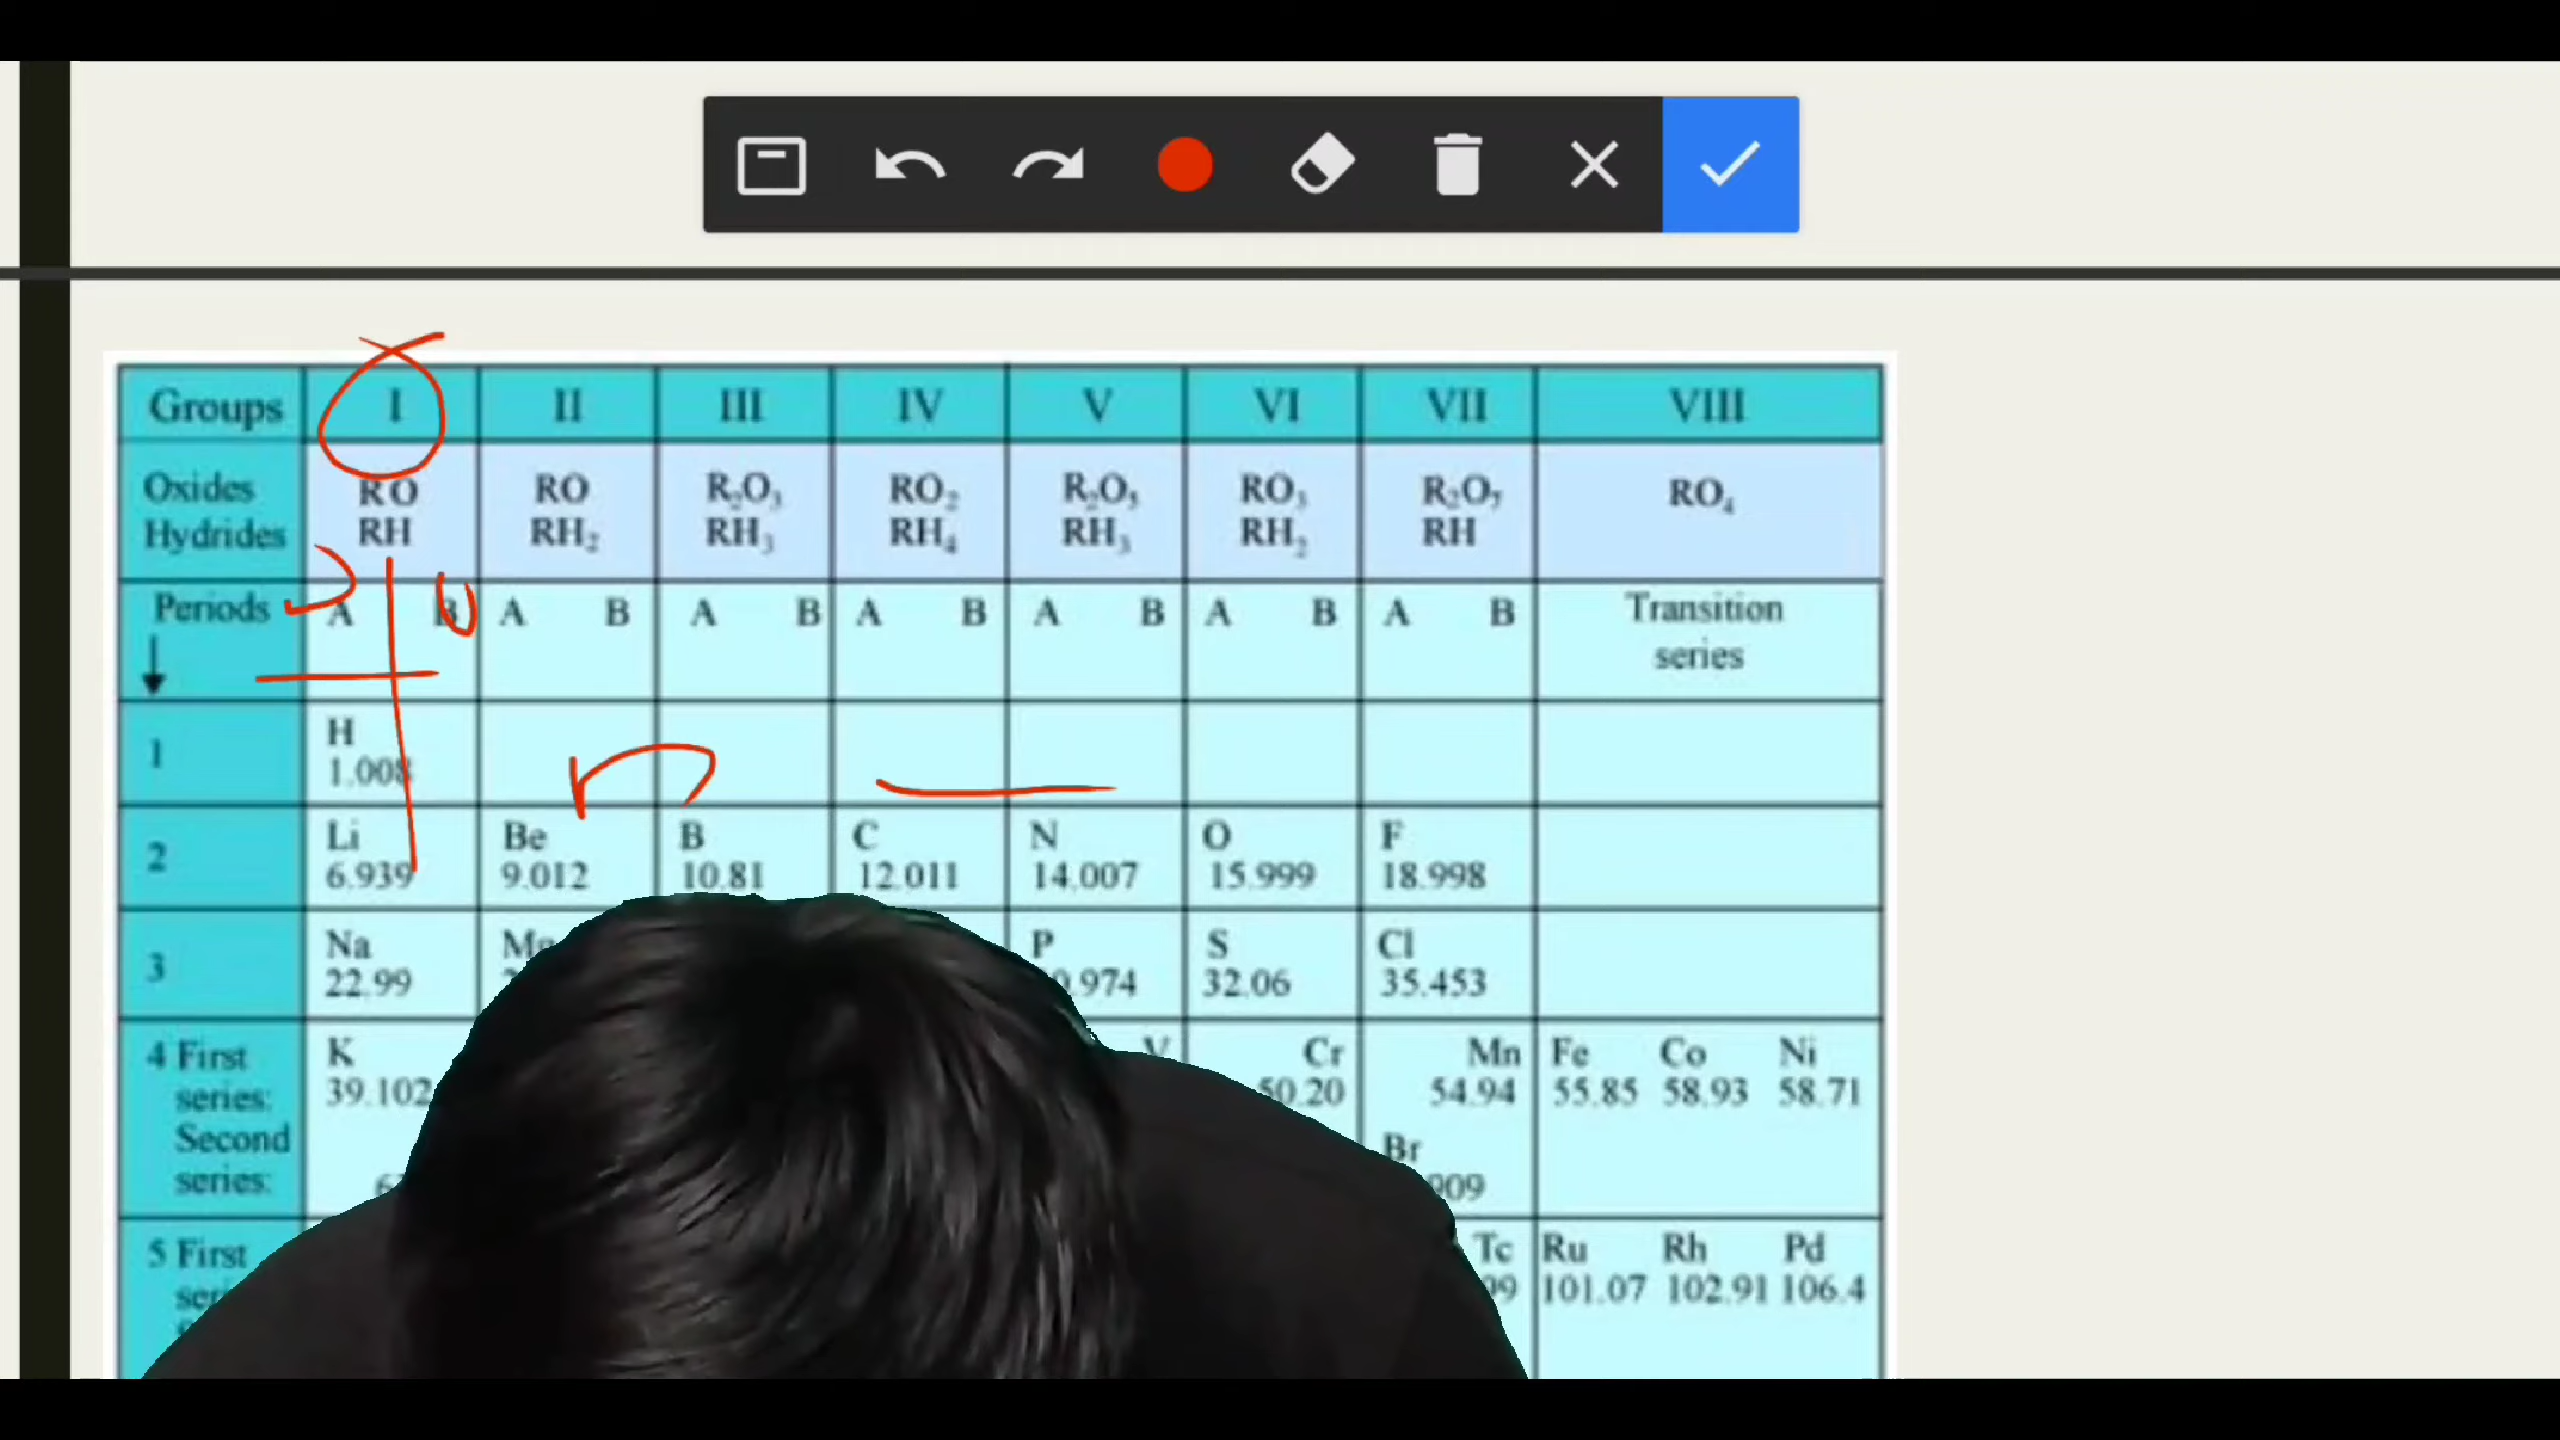 Groups I II III IV V VI VII VIII
Oxides RO RO R₂O₃ RO₂ R₂O₅ RO₃ R₂O₇ RO₄
Hydrides RH RH₂ RH₃ RH₄ RH₃ RH₂ RH
Periods A B A B A B A B A B A B A B Transition
series
1 H
1.008
2 Li Be B C N O F
6.939 9.012 10.81 12.011 14.007 15.999 18.998
3 Na P S Cl
22.99 32.06 35.453
4 First K V Cr Mn Fe Co Ni
series: 39.102 50.20 54.94 55.85 58.93 58.71
Second Br
series:
5 First Tc Ru Rh Pd
101.07 102.91 106.4